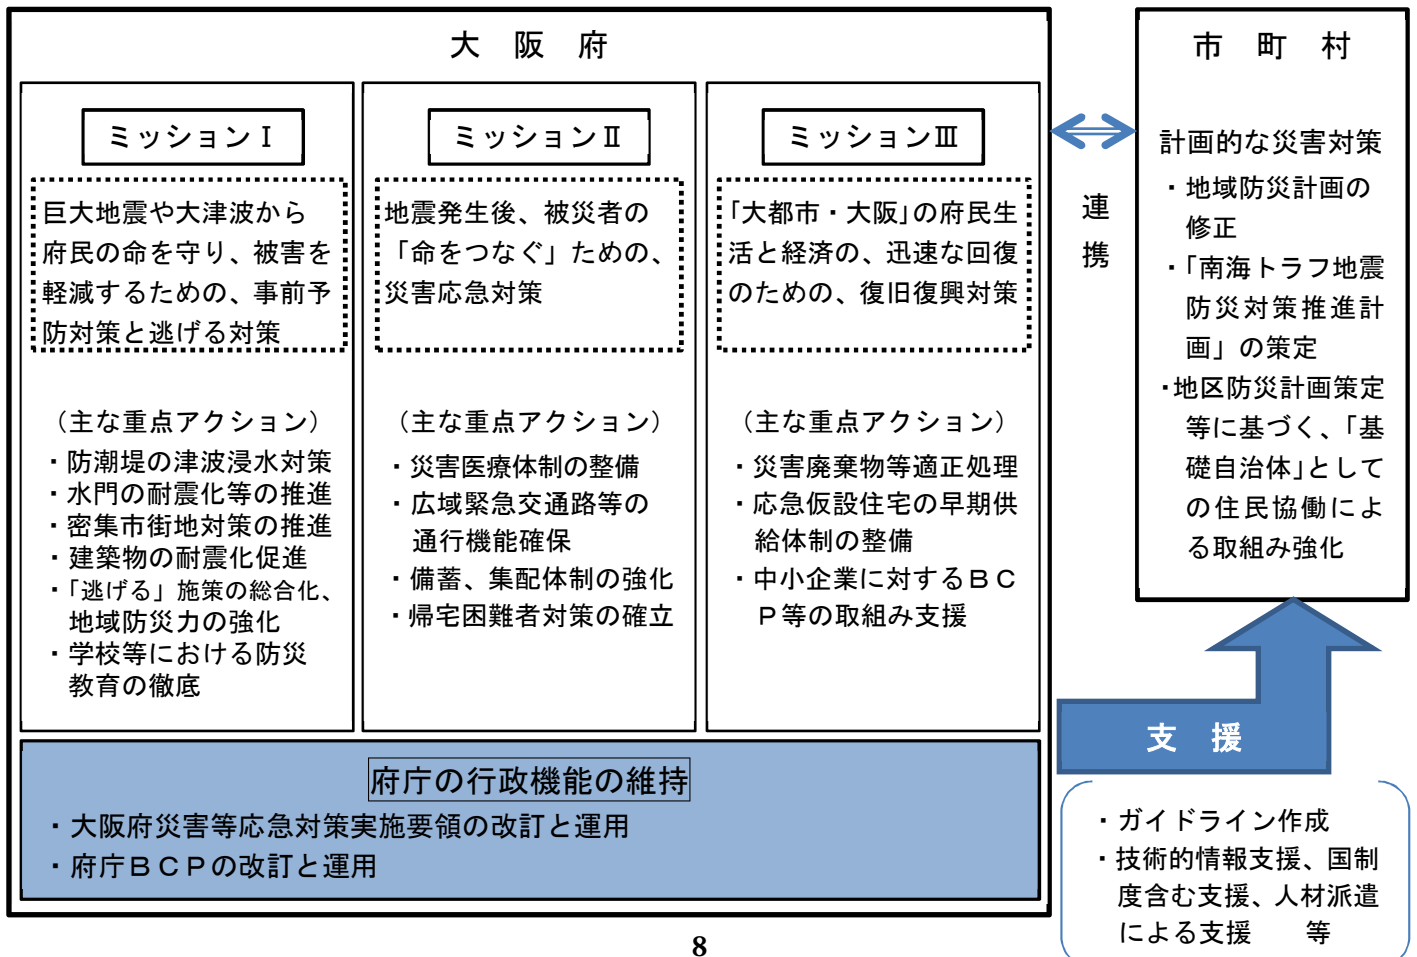 大 阪 府
ミッションⅠ
巨大地震や大津波から
府民の命を守り、被害を
軽減するための、事前予
防対策と逃げる対策
（主な重点アクション）
・防潮堤の津波浸水対策
・水門の耐震化等の推進
・密集市街地対策の推進
・建築物の耐震化促進
・「逃げる」施策の総合化、
地域防災力の強化
・学校等における防災
教育の徹底
ミッションⅡ
地震発生後、被災者の
「命をつなぐ」ための、
災害応急対策
（主な重点アクション）
・災害医療体制の整備
・広域緊急交通路等の
通行機能確保
・備蓄、集配体制の強化
・帰宅困難者対策の確立
ミッションⅢ
「大都市・大阪」の府民生
活と経済の、迅速な回復
のための、復旧復興対策
（主な重点アクション）
・災害廃棄物等適正処理
・応急仮設住宅の早期供
給体制の整備
・中小企業に対するＢＣ
Ｐ等の取組み支援
府庁の行政機能の維持
・大阪府災害等応急対策実施要領の改訂と運用
・府庁ＢＣＰの改訂と運用
連
携
市 町 村
計画的な災害対策
・地域防災計画の
修正
・「南海トラフ地震
防災対策推進計
画」の策定
・地区防災計画策定
等に基づく、「基
礎自治体」として
の住民協働によ
る取組み強化
支 援
・ガイドライン作成
・技術的情報支援、国制
度含む支援、人材派遣
による支援　　等
8